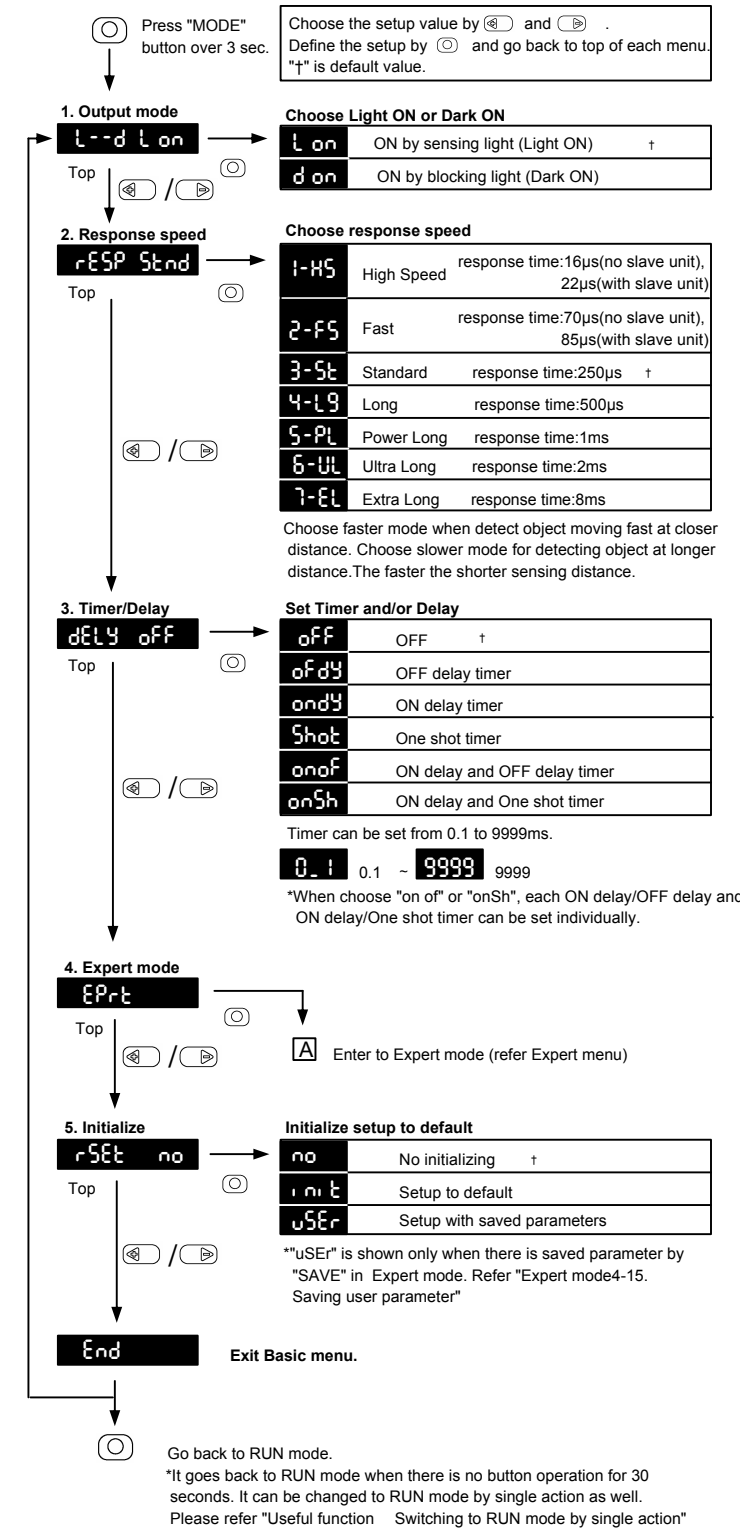 Press "MODE"
button over 3 sec.
Choose the setup value by and .
Define the setup by and go back to top of each menu.
"†" is default value.
1. Output mode
L--d L on
Top
/
Choose Light ON or Dark ON
L on ON by sensing light (Light ON) †
d on ON by blocking light (Dark ON)
2. Response speed
rESP Stnd
Top
/
Choose response speed
1-HS High Speed response time:16µs(no slave unit),
22µs(with slave unit)
2-FS Fast response time:70µs(no slave unit),
85µs(with slave unit)
3-St Standard response time:250µs †
4-L9 Long response time:500µs
5-PL Power Long response time:1ms
6-UL Ultra Long response time:2ms
7-EL Extra Long response time:8ms
Choose faster mode when detect object moving fast at closer
distance. Choose slower mode for detecting object at longer
distance.The faster the shorter sensing distance.
3. Timer/Delay
dELY oFF
Top
/
Set Timer and/or Delay
oFF OFF †
oFdY OFF delay timer
ondY ON delay timer
Shot One shot timer
onoF ON delay and OFF delay timer
onSh ON delay and One shot timer
Timer can be set from 0.1 to 9999ms.
0_1 0.1 ~ 9999 9999
*When choose "on of" or "onSh", each ON delay/OFF delay and
ON delay/One shot timer can be set individually.
4. Expert mode
EPrt
Top
/
A Enter to Expert mode (refer Expert menu)
5. Initialize
rSEt no
Top
/
Initialize setup to default
no No initializing †
init Setup to default
uSEr Setup with saved parameters
*"uSEr" is shown only when there is saved parameter by
"SAVE" in Expert mode. Refer "Expert mode4-15.
Saving user parameter"
End
Exit Basic menu.
Go back to RUN mode.
*It goes back to RUN mode when there is no button operation for 30
seconds. It can be changed to RUN mode by single action as well.
Please refer "Useful function Switching to RUN mode by single action"